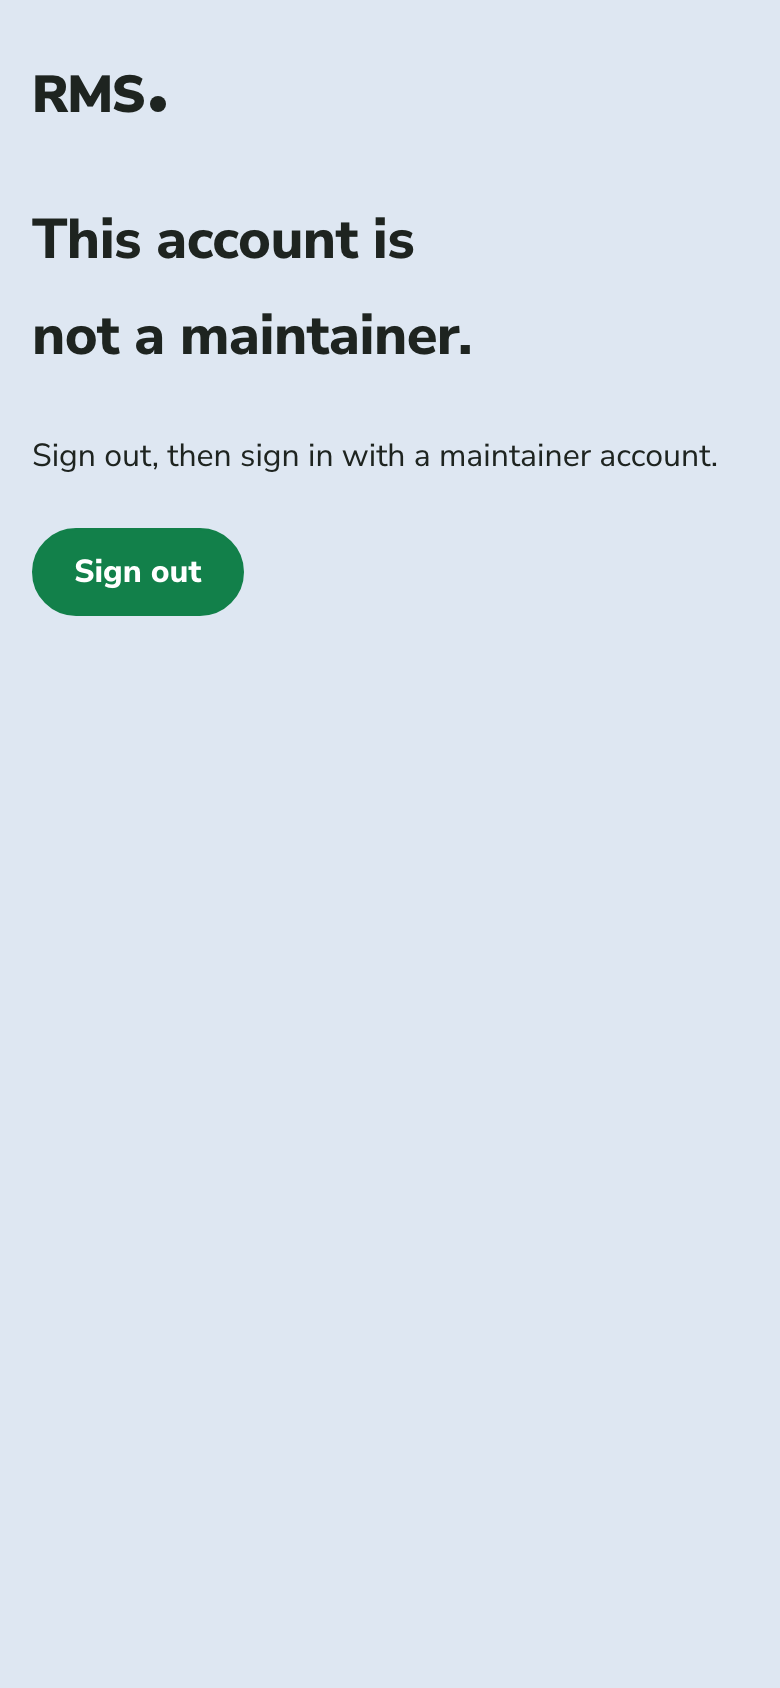 RMS.
This account is
not a maintainer.
Sign out, then sign in with a maintainer account.
Sign out